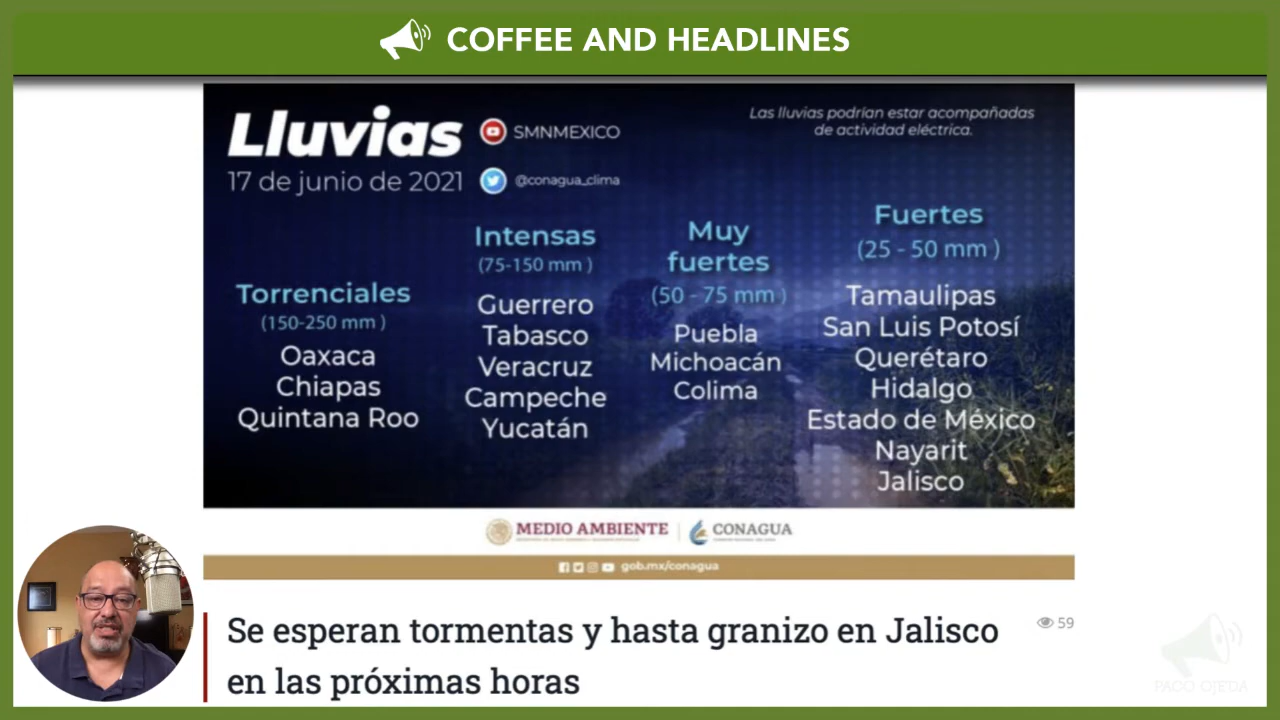 COFFEE AND HEADLINES
Lluvias
17 de junio de 2021
SMNMEXICO
@conagua_clima
Las lluvias podrían estar acompañadas
de actividad eléctrica.
Torrenciales
(150-250 mm )
Oaxaca
Chiapas
Quintana Roo
Intensas
(75-150 mm )
Guerrero
Tabasco
Veracruz
Campeche
Yucatán
Muy
fuertes
(50 - 75 mm )
Puebla
Michoacán
Colima
Fuertes
(25 - 50 mm )
Tamaulipas
San Luis Potosí
Querétaro
Hidalgo
Estado de México
Nayarit
Jalisco
MEDIO AMBIENTE
CONAGUA
gob.mx/conagua
Se esperan tormentas y hasta granizo en Jalisco
en las próximas horas
59
PACO OJEDA